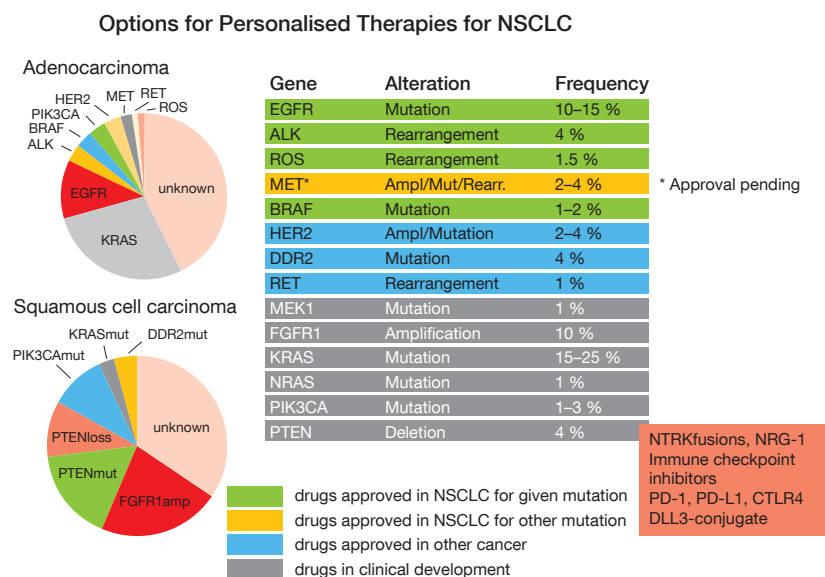 Options for Personalised Therapies for NSCLC
Adenocarcinoma
HER2
MET
RET
ROS
PIK3CA
BRAF
ALK
EGFR
unknown
KRAS
Squamous cell carcinoma
KRASmut
DDR2mut
PIK3CAmut
unknown
PTENloss
PTENmut
FGFR1amp
Gene Alteration Frequency
EGFR Mutation 10–15 %
ALK Rearrangement 4 %
ROS Rearrangement 1.5 %
MET* Ampl/Mut/Rearr. 2–4 %
* Approval pending
BRAF Mutation 1–2 %
HER2 Ampl/Mutation 2–4 %
DDR2 Mutation 4 %
RET Rearrangement 1 %
MEK1 Mutation 1 %
FGFR1 Amplification 10 %
KRAS Mutation 15–25 %
NRAS Mutation 1 %
PIK3CA Mutation 1–3 %
PTEN Deletion 4 %
NTRKfusions, NRG-1
Immune checkpoint
inhibitors
PD-1, PD-L1, CTLR4
DLL3-conjugate
drugs approved in NSCLC for given mutation
drugs approved in NSCLC for other mutation
drugs approved in other cancer
drugs in clinical development